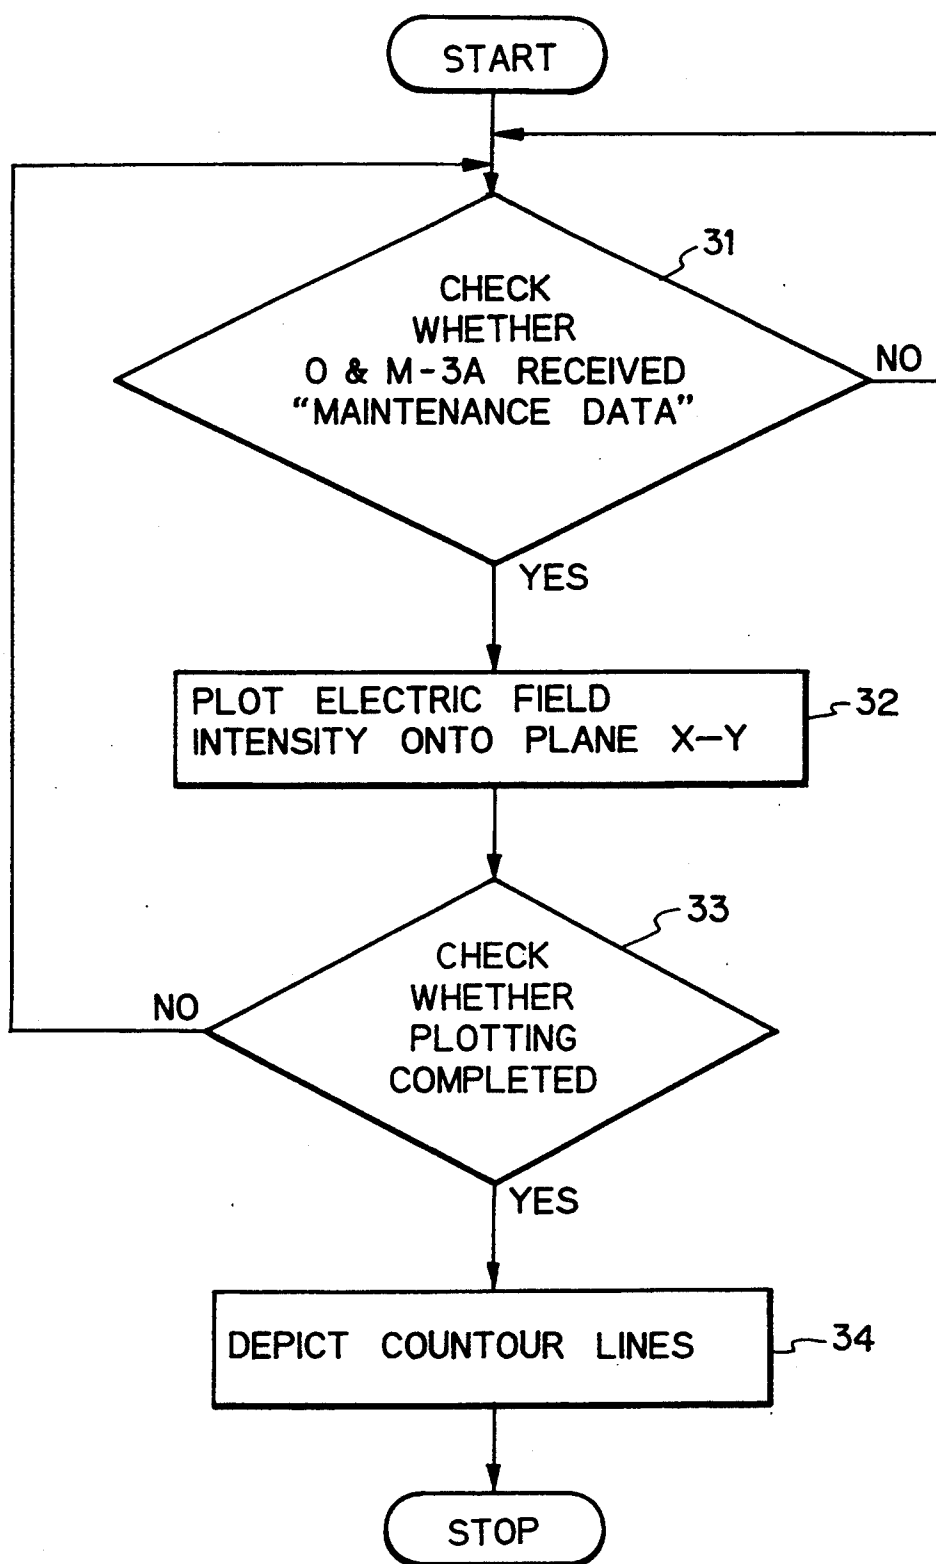 START
31
CHECK
WHETHER
O & M-3A RECEIVED
“MAINTENANCE DATA”
NO
YES
PLOT ELECTRIC FIELD
INTENSITY ONTO PLANE X-Y
32
33
CHECK
WHETHER
PLOTTING
COMPLETED
NO
YES
DEPICT COUNTOUR LINES
34
STOP